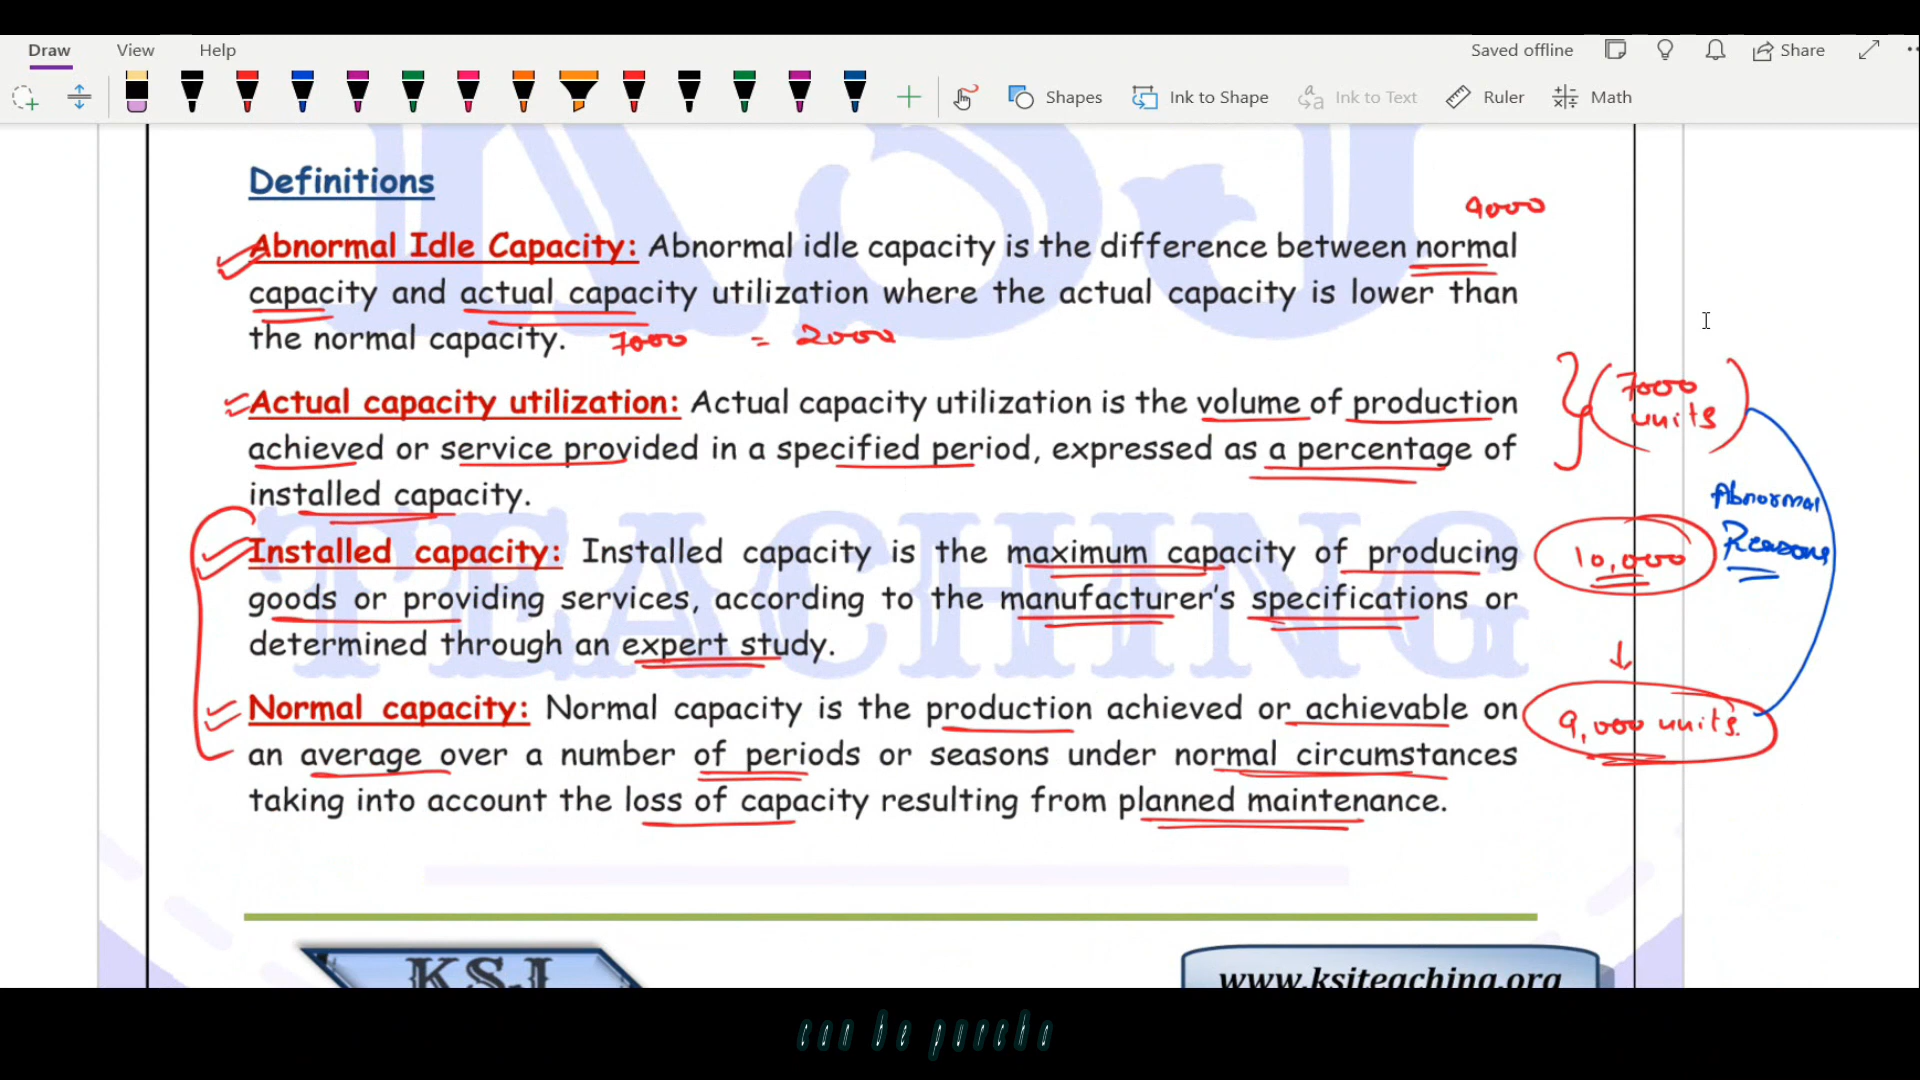 Draw View Help Saved offline Share
Shapes Ink to Shape Ink to Text Ruler Math
KSJ
Definitions
9000
Abnormal Idle Capacity: Abnormal idle capacity is the difference between normal
capacity and actual capacity utilization where the actual capacity is lower than
the normal capacity. 7000 = 2000
Actual capacity utilization: Actual capacity utilization is the volume of production
achieved or service provided in a specified period, expressed as a percentage of
installed capacity.
7000
units
Abnormal
Reasons
TEACHING
Installed capacity: Installed capacity is the maximum capacity of producing
goods or providing services, according to the manufacturer's specifications or
determined through an expert study.
10,000
Normal capacity: Normal capacity is the production achieved or achievable on
an average over a number of periods or seasons under normal circumstances
taking into account the loss of capacity resulting from planned maintenance.
9,000 units.
KSJ
www.ksjteaching.org
can be purcha